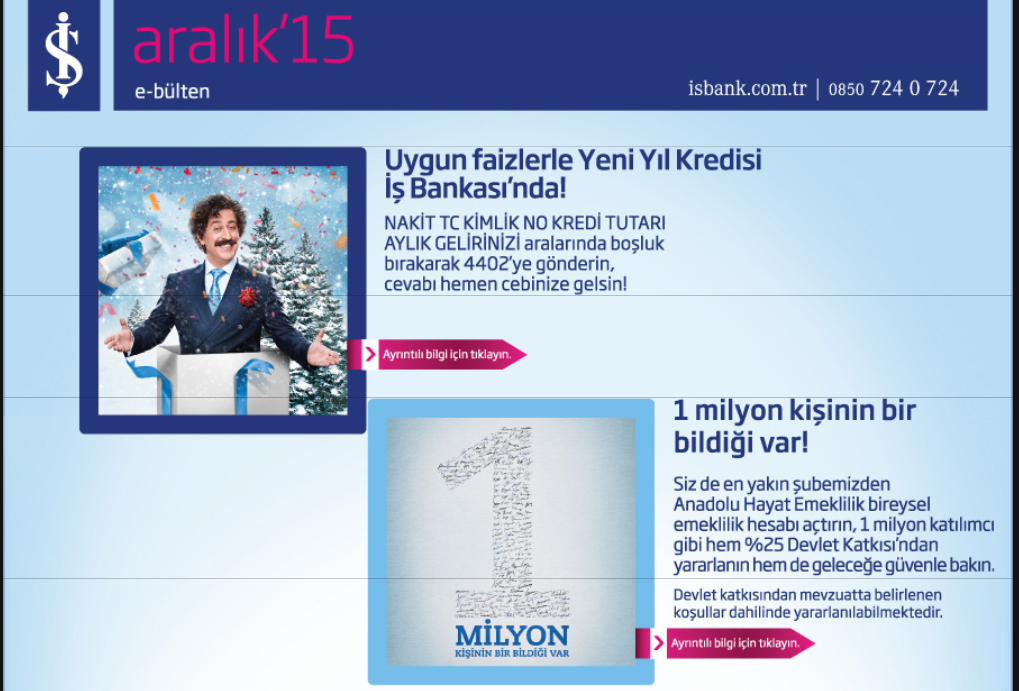 İŞ
aralık'15
e-bülten
isbank.com.tr | 0850 724 0 724
Uygun faizlerle Yeni Yıl Kredisi
İş Bankası'nda!
NAKİT TC KİMLİK NO KREDİ TUTARI
AYLIK GELİRİNİZİ aralarında boşluk
bırakarak 4402'ye gönderin,
cevabı hemen cebinize gelsin!
Ayrıntılı bilgi için tıklayın.
1 milyon kişinin bir
bildiği var!
Siz de en yakın şubemizden
Anadolu Hayat Emeklilik bireysel
emeklilik hesabı açtırın, 1 milyon katılımcı
gibi hem %25 Devlet Katkısı'ndan
yararlanın hem de geleceğe güvenle bakın.
Devlet katkısından mevzuatta belirlenen
koşullar dahilinde yararlanılabilmektedir.
1
MİLYON
KİŞİNİN BİR BİLDİĞİ VAR
Ayrıntılı bilgi için tıklayın.